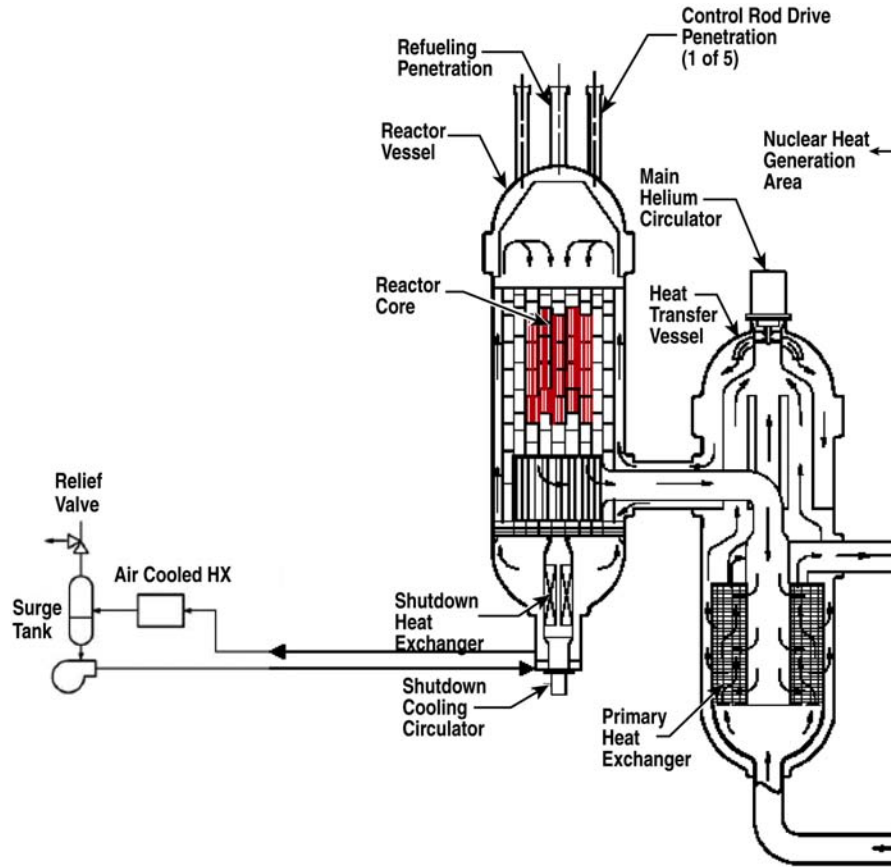 Control Rod Drive
Penetration
(1 of 5)
Refueling
Penetration
Reactor
Vessel
Nuclear Heat
Generation
Area
Main
Helium
Circulator
Reactor
Core
Heat
Transfer
Vessel
Relief
Valve
Air Cooled HX
Surge
Tank
Shutdown
Heat
Exchanger
Shutdown
Cooling
Circulator
Primary
Heat
Exchanger